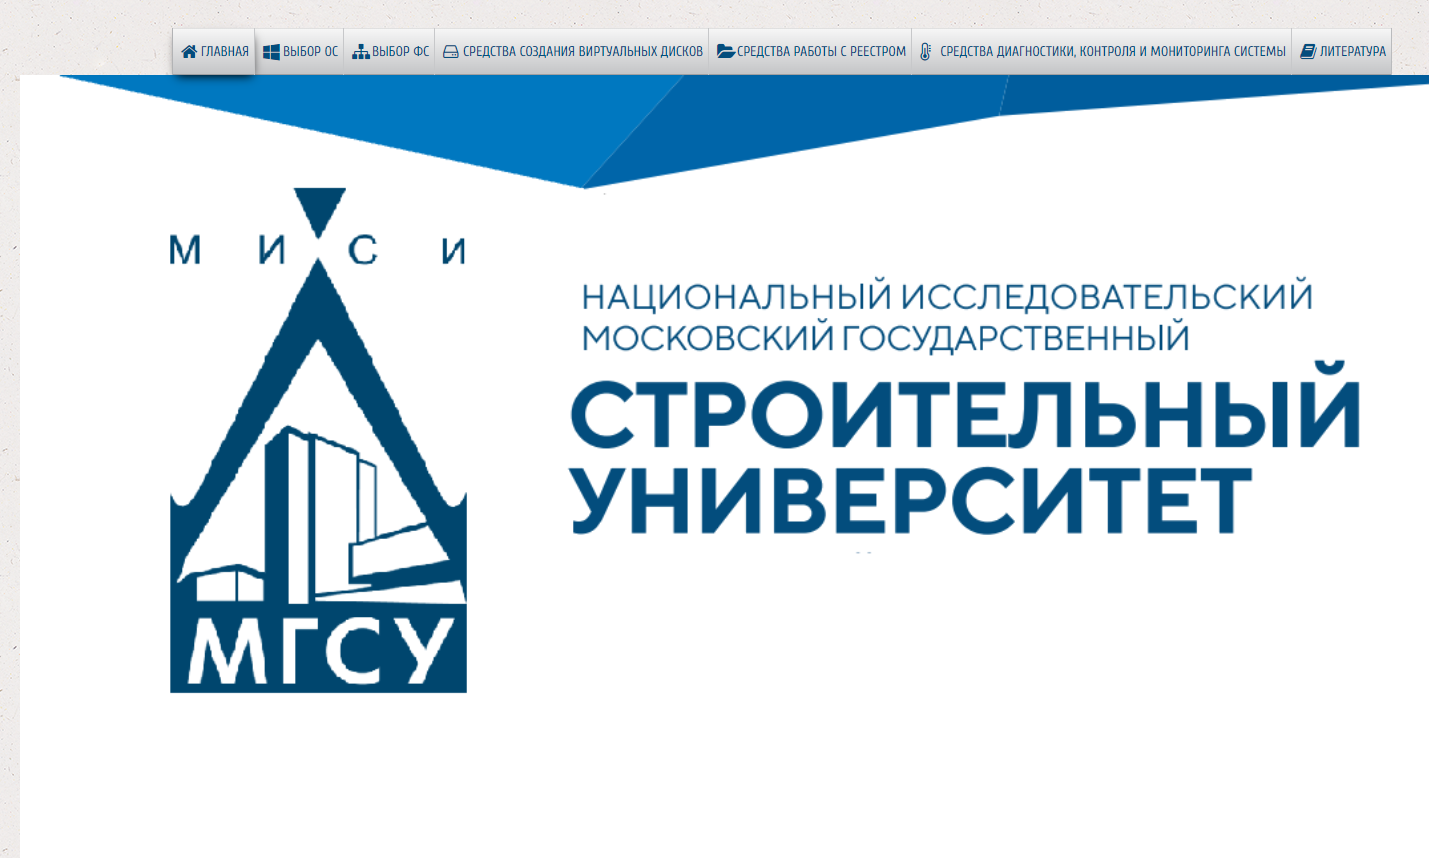 ГЛАВНАЯ ВЫБОР ОС ВЫБОР ФС СРЕДСТВА СОЗДАНИЯ ВИРТУАЛЬНЫХ ДИСКОВ СРЕДСТВА РАБОТЫ С РЕЕСТРОМ СРЕДСТВА ДИАГНОСТИКИ, КОНТРОЛЯ И МОНИТОРИНГА СИСТЕМЫ ЛИТЕРАТУРА
М И С И
НАЦИОНАЛЬНЫЙ ИССЛЕДОВАТЕЛЬСКИЙ
МОСКОВСКИЙ ГОСУДАРСТВЕННЫЙ
СТРОИТЕЛЬНЫЙ
УНИВЕРСИТЕТ
МГСУ